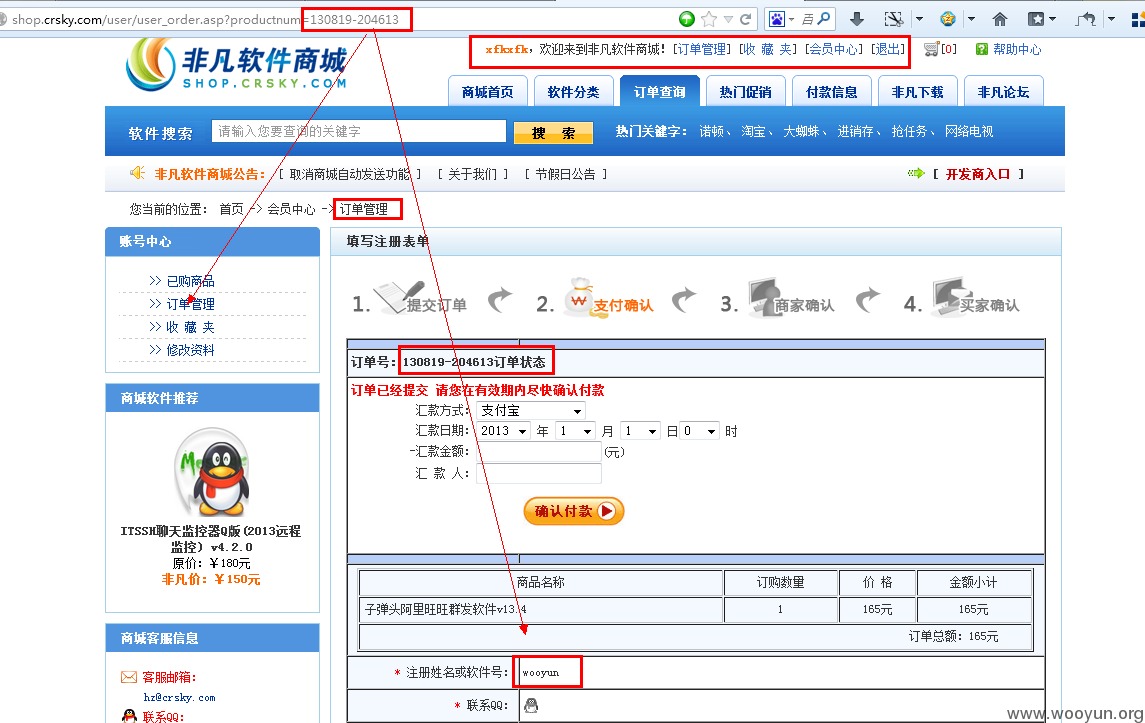 shop.crsky.com/user/user_order.asp?productnum=130819-204613
非凡软件商城
SHOP.CRSKY.COM
xfkxfk，欢迎来到非凡软件商城！[订单管理] [收 藏 夹] [会员中心] [退出] [0] 帮助中心
商城首页 软件分类 订单查询 热门促销 付款信息 非凡下载 非凡论坛
软件搜索 请输入您要查询的关键字 搜 索 热门关键字： 诺顿、 淘宝、 大蜘蛛、 进销存、 抢任务、 网络电视
非凡软件商城公告： [ 取消商城自动发送功能 ] [ 关于我们 ] [ 节假日公告 ] [ 开发商入口 ]
您当前的位置： 首页 -> 会员中心 -> 订单管理
账号中心
>> 已购商品
>> 订单管理
>> 收 藏 夹
>> 修改资料
商城软件推荐
ITSSH聊天监控器Q版(2013远程
监控) v4.2.0
原价：￥180元
非凡价：￥150元
商城客服信息
客服邮箱：
hz@crsky.com
联系QQ：
填写注册表单
1. 提交订单 2. 支付确认 3. 商家确认 4. 买家确认
订单号：130819-204613订单状态
订单已经提交 请您在有效期内尽快确认付款
汇款方式： 支付宝
汇款日期： 2013 年 1 月 1 日 0 时
-汇款金额： (元)
汇 款 人：
确认付款
商品名称 订购数量 价 格 金额小计
子弹头阿里旺旺群发软件v13.4 1 165元 165元
订单总额：165元
* 注册姓名或软件号： wooyun
* 联系QQ：
www.wooyun.org